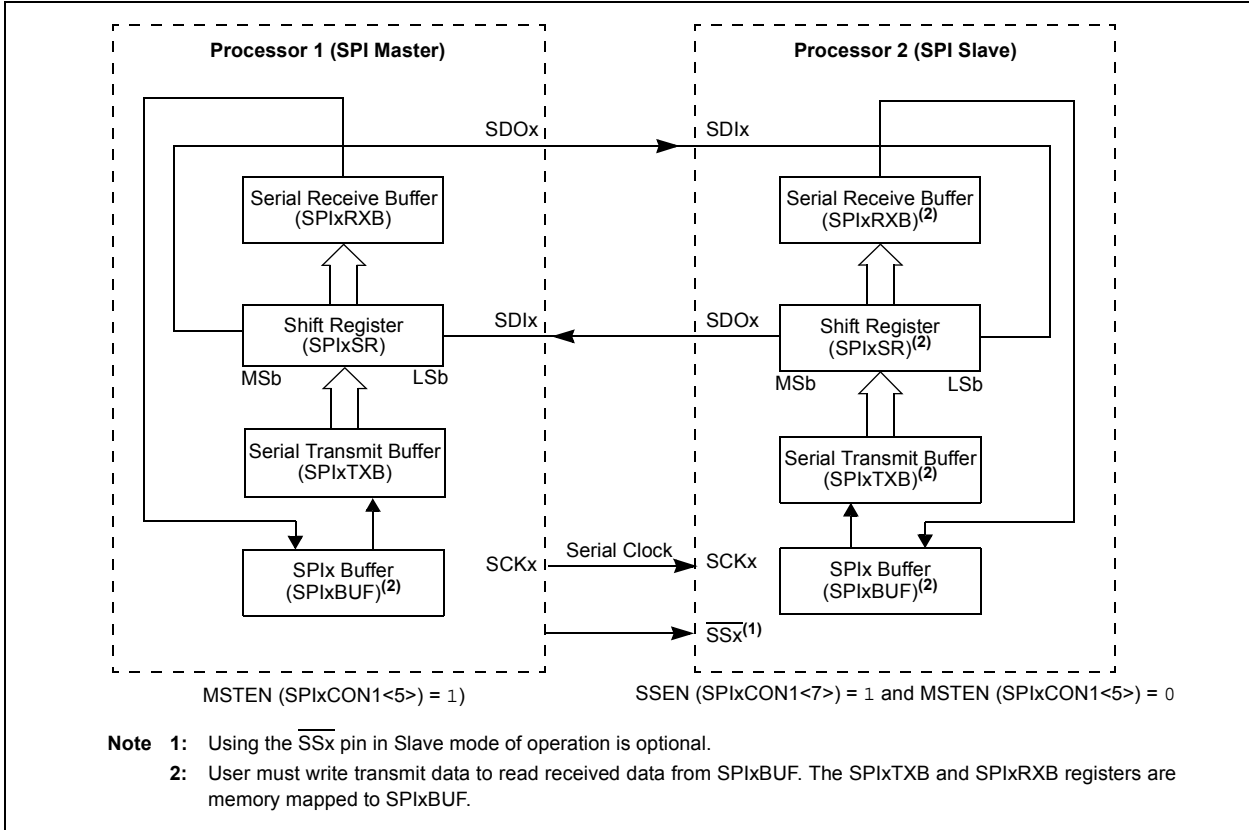 Processor 1 (SPI Master)
Processor 2 (SPI Slave)
SDOx
SDIx
Serial Receive Buffer
(SPIxRXB)
Serial Receive Buffer
(SPIxRXB)(2)
Shift Register
(SPIxSR)
SDIx
SDOx
Shift Register
(SPIxSR)(2)
MSb
LSb
MSb
LSb
Serial Transmit Buffer
(SPIxTXB)
Serial Transmit Buffer
(SPIxTXB)(2)
SPIx Buffer
(SPIxBUF)(2)
SCKx
Serial Clock
SCKx
SPIx Buffer
(SPIxBUF)(2)
SSx(1)
MSTEN (SPIxCON1<5>) = 1)
SSEN (SPIxCON1<7>) = 1 and MSTEN (SPIxCON1<5>) = 0
Note 1: Using the SSx pin in Slave mode of operation is optional.
2: User must write transmit data to read received data from SPIxBUF. The SPIxTXB and SPIxRXB registers are
memory mapped to SPIxBUF.